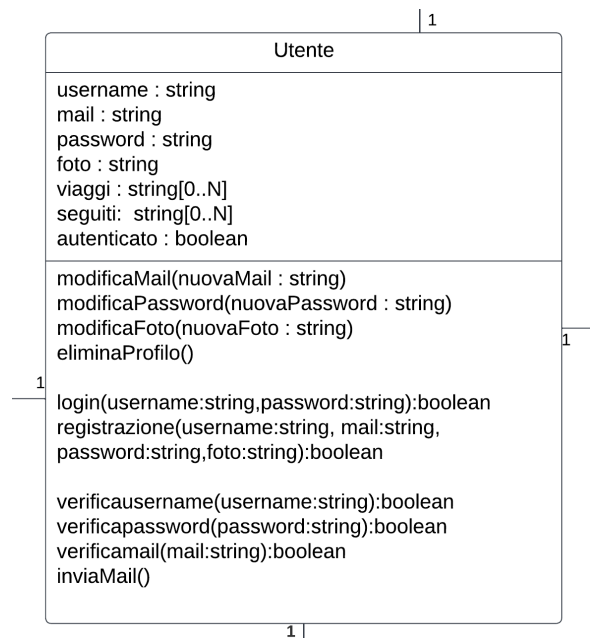 1
Utente
username : string
mail : string
password : string
foto : string
viaggi : string[0..N]
seguiti:  string[0..N]
autenticato : boolean
modificaMail(nuovaMail : string)
modificaPassword(nuovaPassword : string)
modificaFoto(nuovaFoto : string)
1
eliminaProfilo()
1
login(username:string,password:string):boolean
registrazione(username:string, mail:string,
password:string,foto:string):boolean
verificausername(username:string):boolean
verificapassword(password:string):boolean
verificamail(mail:string):boolean
inviaMail()
1